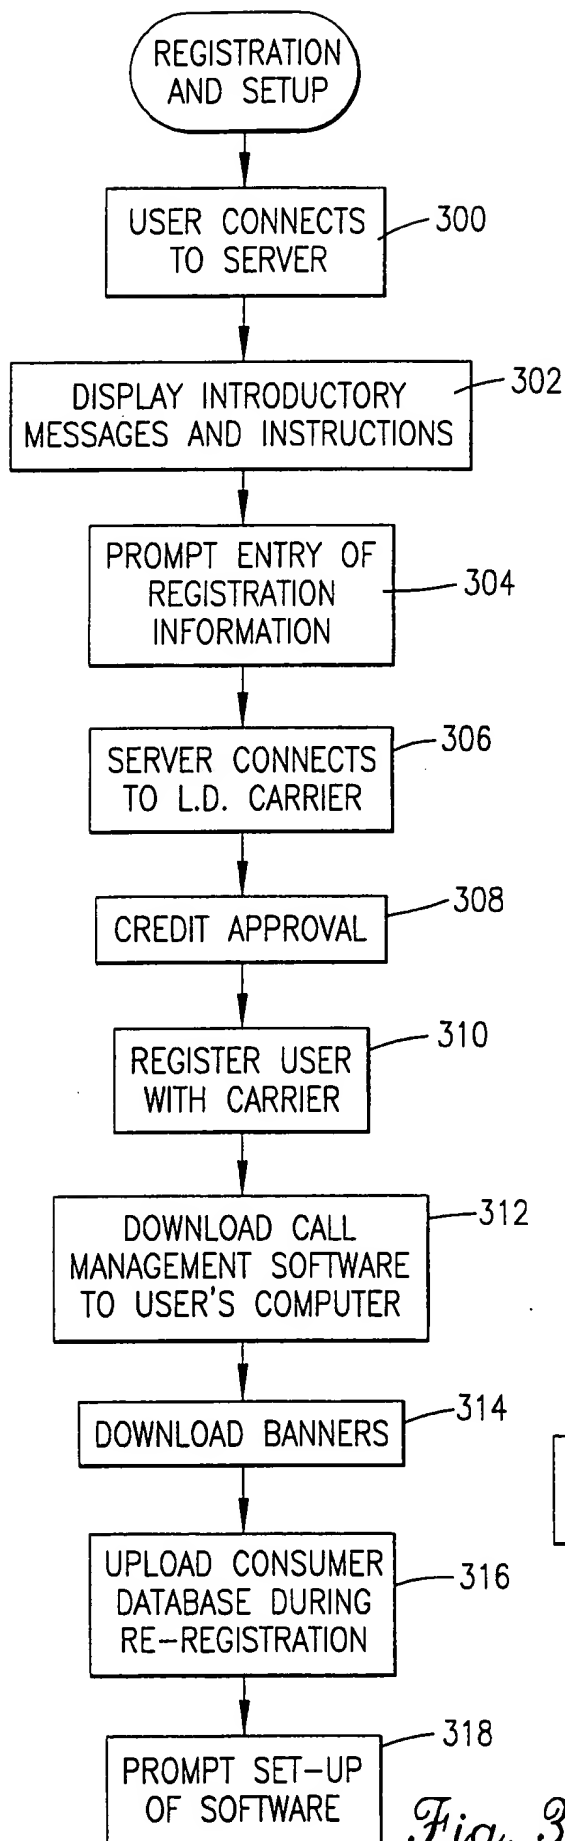 REGISTRATION
AND SETUP
USER CONNECTS
TO SERVER
300
DISPLAY INTRODUCTORY
MESSAGES AND INSTRUCTIONS
302
PROMPT ENTRY OF
REGISTRATION
INFORMATION
304
SERVER CONNECTS
TO L.D. CARRIER
306
CREDIT APPROVAL
308
REGISTER USER
WITH CARRIER
310
DOWNLOAD CALL
MANAGEMENT SOFTWARE
TO USER'S COMPUTER
312
DOWNLOAD BANNERS
314
UPLOAD CONSUMER
DATABASE DURING
RE-REGISTRATION
316
PROMPT SET-UP
OF SOFTWARE
318
Fig. 3